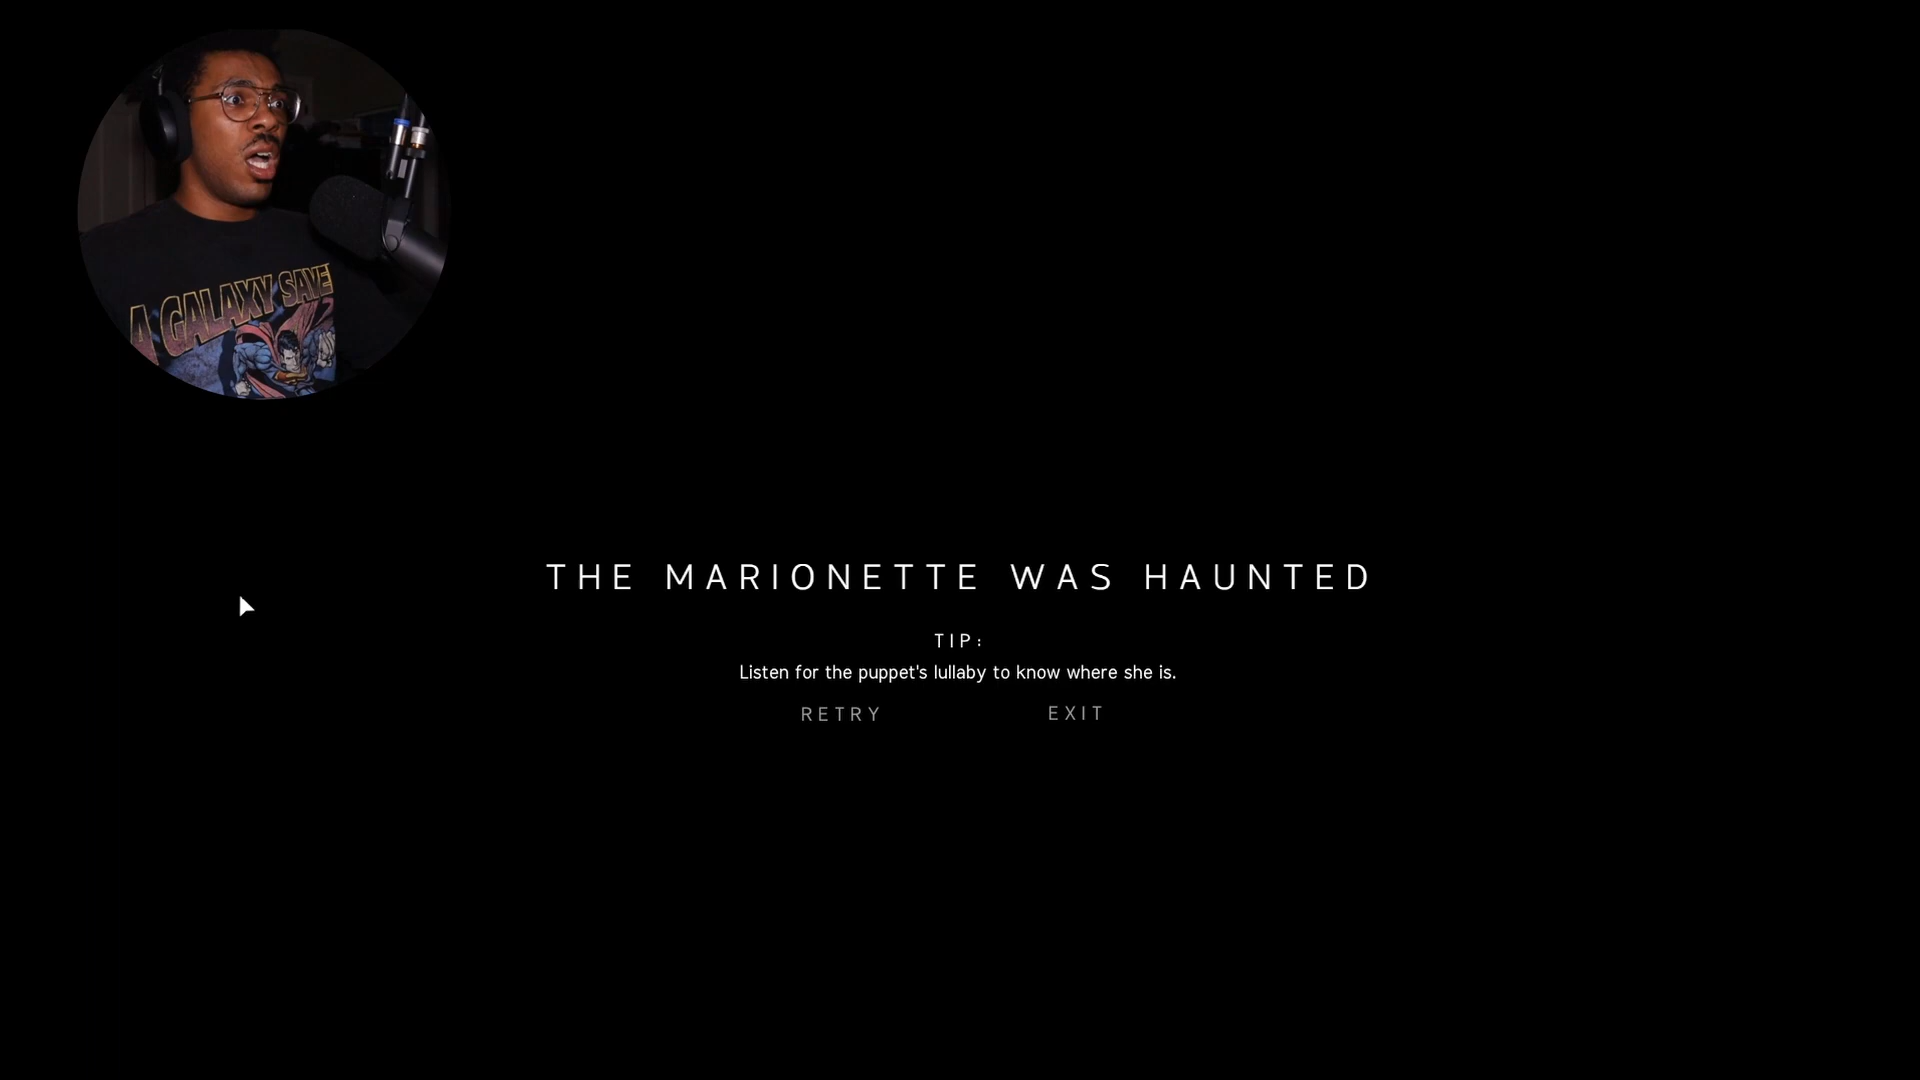 A GALAXY SAVE
THE MARIONETTE WAS HAUNTED
TIP:
Listen for the puppet's lullaby to know where she is.
RETRY EXIT